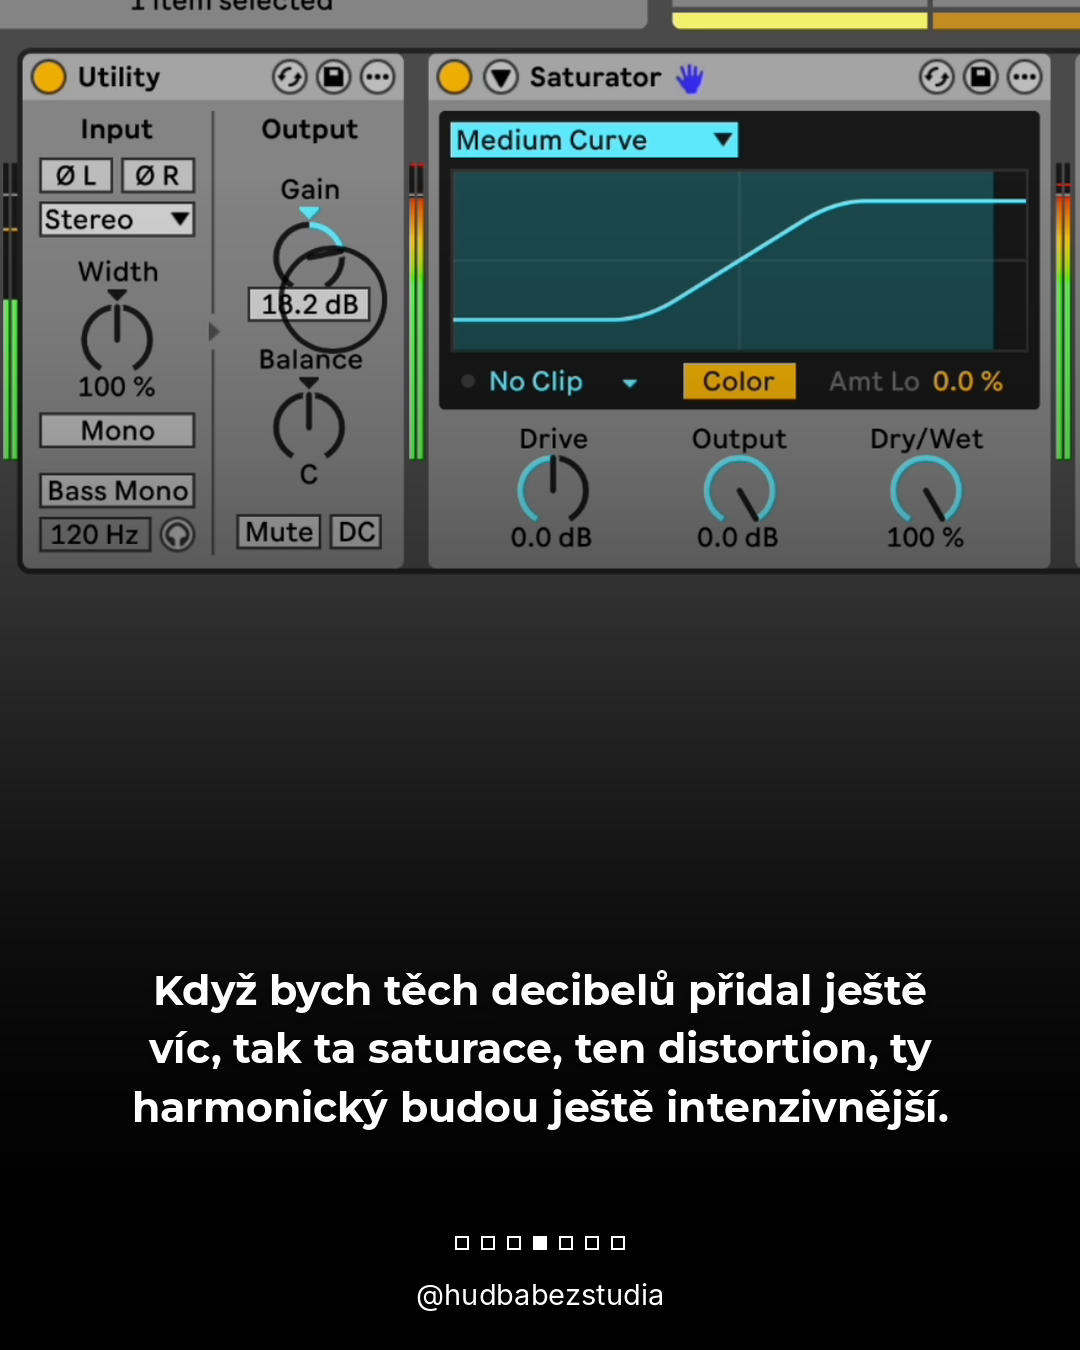 1 item selected
Utility
Saturator
Input
Output
Ø L
Ø R
Stereo
Gain
Width
18.2 dB
100 %
Balance
Mono
C
Bass Mono
120 Hz
Mute
DC
Medium Curve
No Clip
Color
Amt Lo
0.0 %
Drive
Output
Dry/Wet
0.0 dB
0.0 dB
100 %
Když bych těch decibelů přidal ještě
víc, tak ta saturace, ten distortion, ty
harmonický budou ještě intenzivnější.
@hudbabezstudia